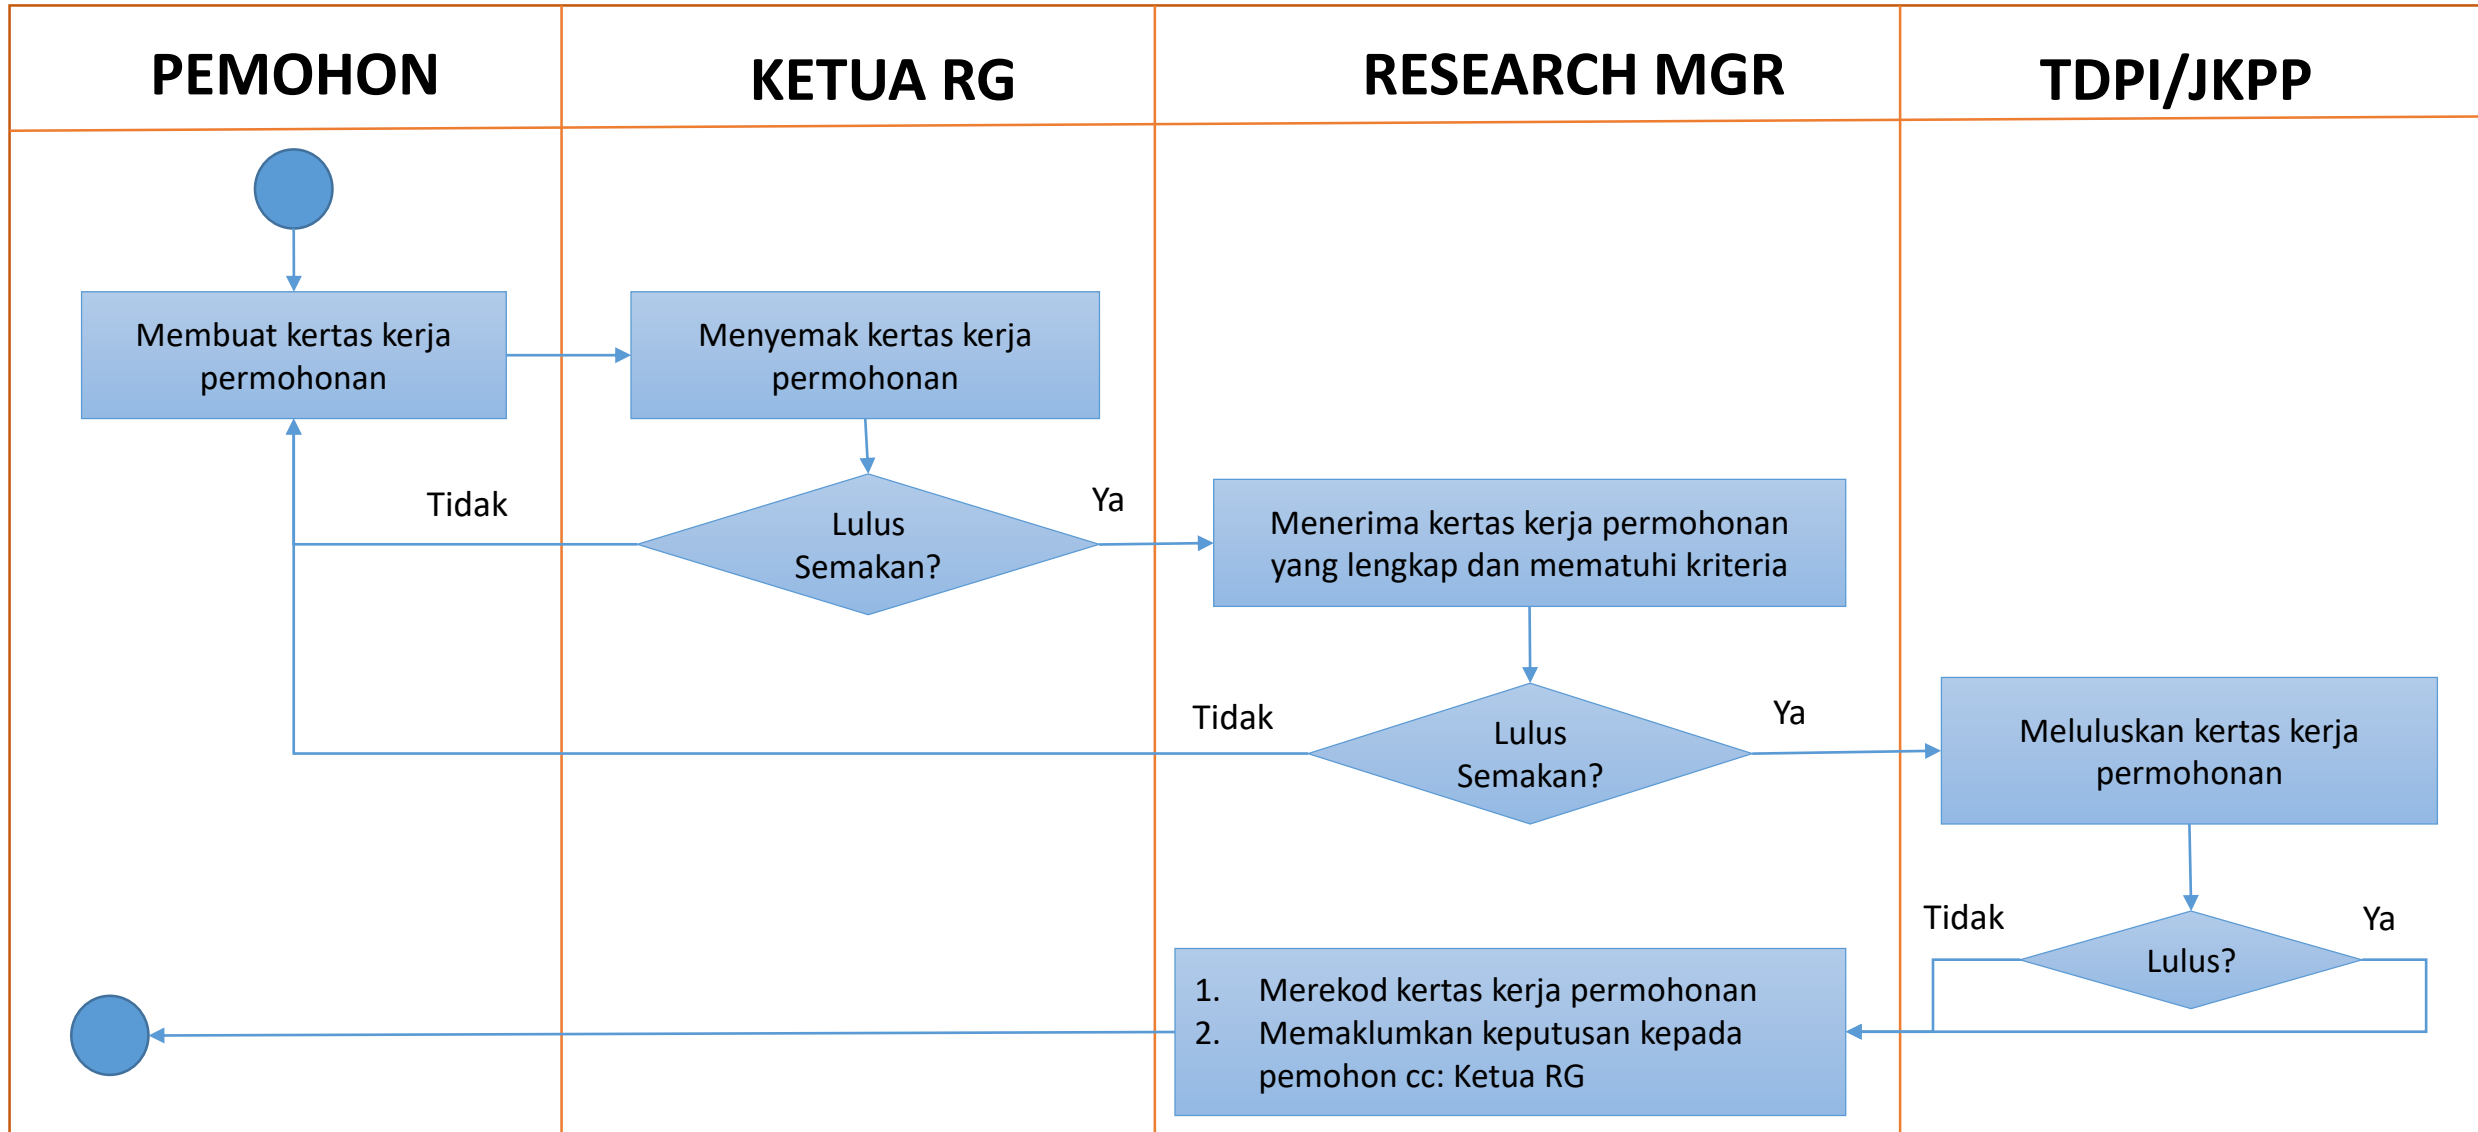 PEMOHON
KETUA RG
RESEARCH MGR
TDPI/JKPP
Membuat kertas kerja
permohonan
Menyemak kertas kerja
permohonan
Tidak
Lulus
Semakan?
Ya
Menerima kertas kerja permohonan
yang lengkap dan mematuhi kriteria
Tidak
Lulus
Semakan?
Ya
Meluluskan kertas kerja
permohonan
Tidak
Lulus?
Ya
1. Merekod kertas kerja permohonan
2. Memaklumkan keputusan kepada
pemohon cc: Ketua RG